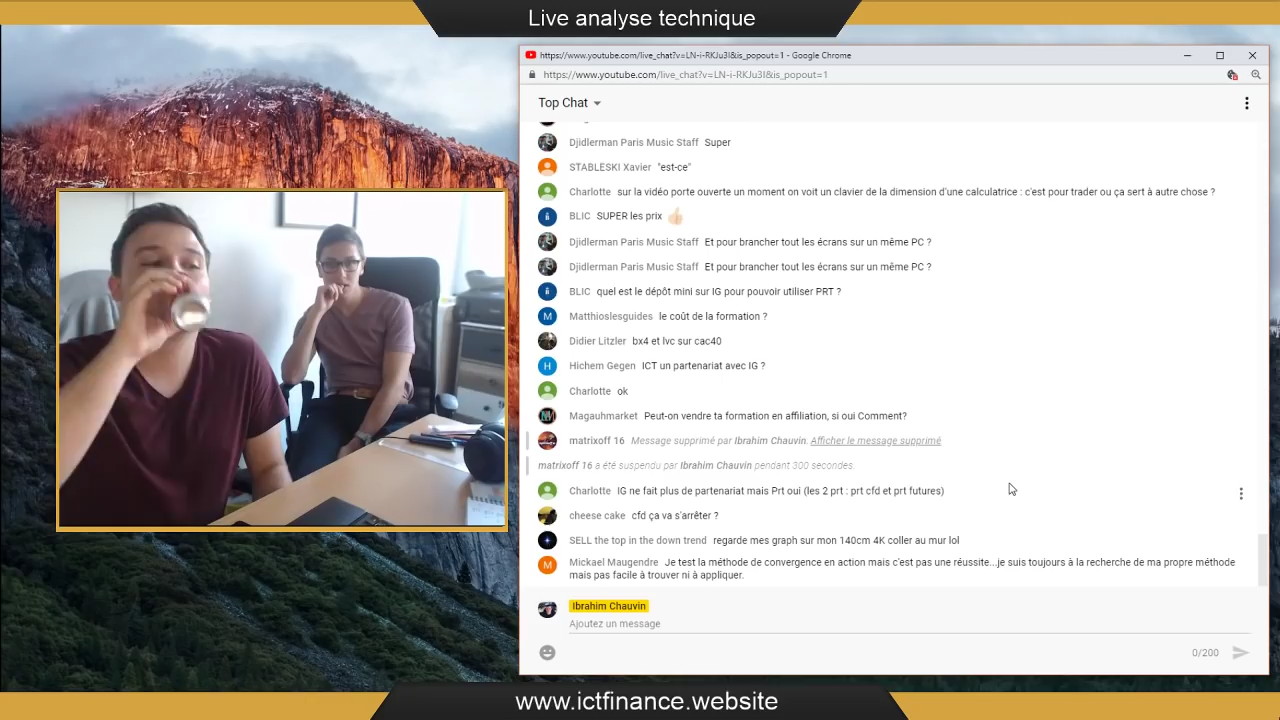 Live analyse technique
https://www.youtube.com/live_chat?v=LN-i-RKJu3I&is_popout=1 - Google Chrome
https://www.youtube.com/live_chat?v=LN-i-RKJu3I&is_popout=1
Top Chat
Djidlerman Paris Music Staff Super
STABLESKI Xavier "est-ce"
Charlotte sur la vidéo porte ouverte un moment on voit un clavier de la dimension d'une calculatrice : c'est pour trader ou ça sert à autre chose ?
BLIC SUPER les prix 👍
Djidlerman Paris Music Staff Et pour brancher tout les écrans sur un même PC ?
Djidlerman Paris Music Staff Et pour brancher tout les écrans sur un même PC ?
BLIC quel est le dépôt mini sur IG pour pouvoir utiliser PRT ?
M Matthioslesguides le coût de la formation ?
Didier Litzler bx4 et lvc sur cac40
H Hichem Gegen ICT un partenariat avec IG ?
Charlotte ok
Magauhmarket Peut-on vendre ta formation en affiliation, si oui Comment?
matrixoff 16 Message supprimé par Ibrahim Chauvin. Afficher le message supprimé
matrixoff 16 a été suspendu par Ibrahim Chauvin pendant 300 secondes.
Charlotte IG ne fait plus de partenariat mais Prt oui (les 2 prt : prt cfd et prt futures)
cheese cake cfd ça va s'arrêter ?
SELL the top in the down trend regarde mes graph sur mon 140cm 4K coller au mur lol
M Mickael Maugendre Je test la méthode de convergence en action mais c'est pas une réussite...je suis toujours à la recherche de ma propre méthode
mais pas facile à trouver ni à appliquer.
Ibrahim Chauvin
Ajoutez un message
0/200
www.ictfinance.website